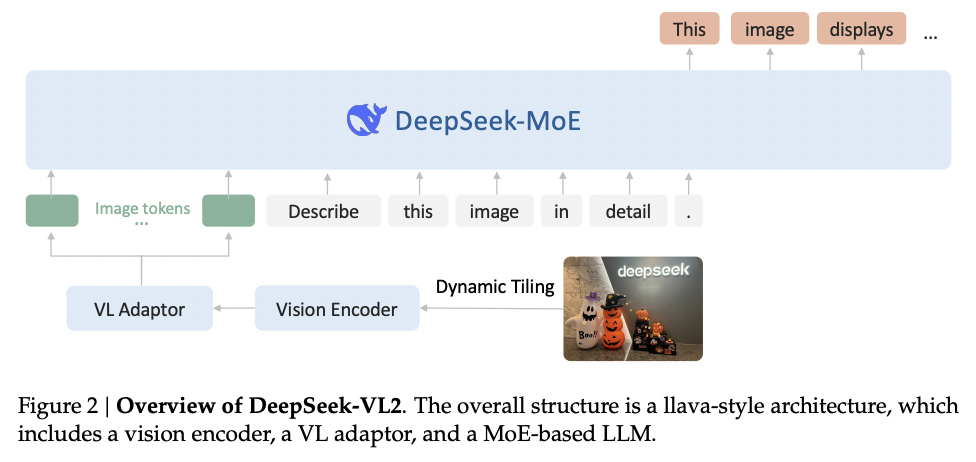 This image displays ...
DeepSeek-MoE
Image tokens
...
Describe this image in detail .
Dynamic Tiling
deepseek
Boo!!
VL Adaptor
Vision Encoder
Figure 2 | Overview of DeepSeek-VL2. The overall structure is a llava-style architecture, which
includes a vision encoder, a VL adaptor, and a MoE-based LLM.